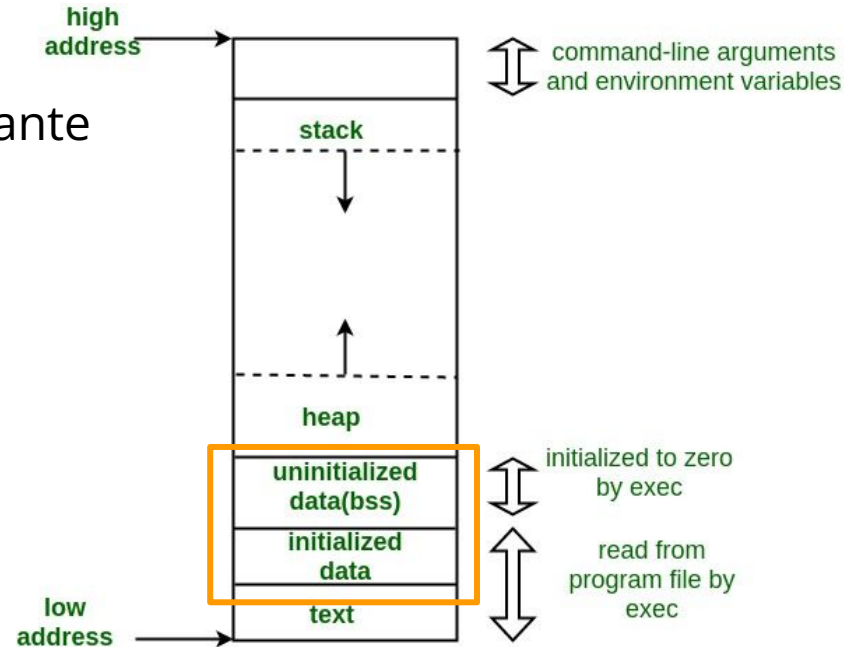 high
address
command-line arguments
and environment variables
ante
stack
heap
uninitialized
data(bss)
initialized to zero
by exec
initialized
data
read from
program file by
exec
text
low
address